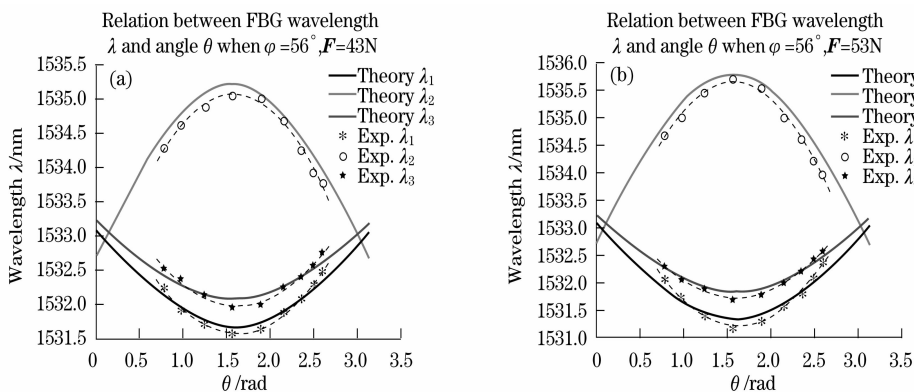 Relation between FBG wavelength
λ and angle θ when φ=56°,F=43N
(a)
Theory λ1
Theory λ2
Theory λ3
Exp. λ1
Exp. λ2
Exp. λ3
1535.5
1535.0
1534.5
1534.0
1533.5
1533.0
1532.5
1532.0
1531.5
Wavelength λ/nm
0 0.5 1.0 1.5 2.0 2.5 3.0 3.5
θ/rad
Relation between FBG wavelength
λ and angle θ when φ=56°,F=53N
(b)
Theory
Theory
Theory
Exp. λ
Exp. λ
Exp. λ
1536.0
1535.5
1535.0
1534.5
1534.0
1533.5
1533.0
1532.5
1532.0
1531.5
1531.0
Wavelength λ/nm
0 0.5 1.0 1.5 2.0 2.5 3.0 3.5
θ/rad